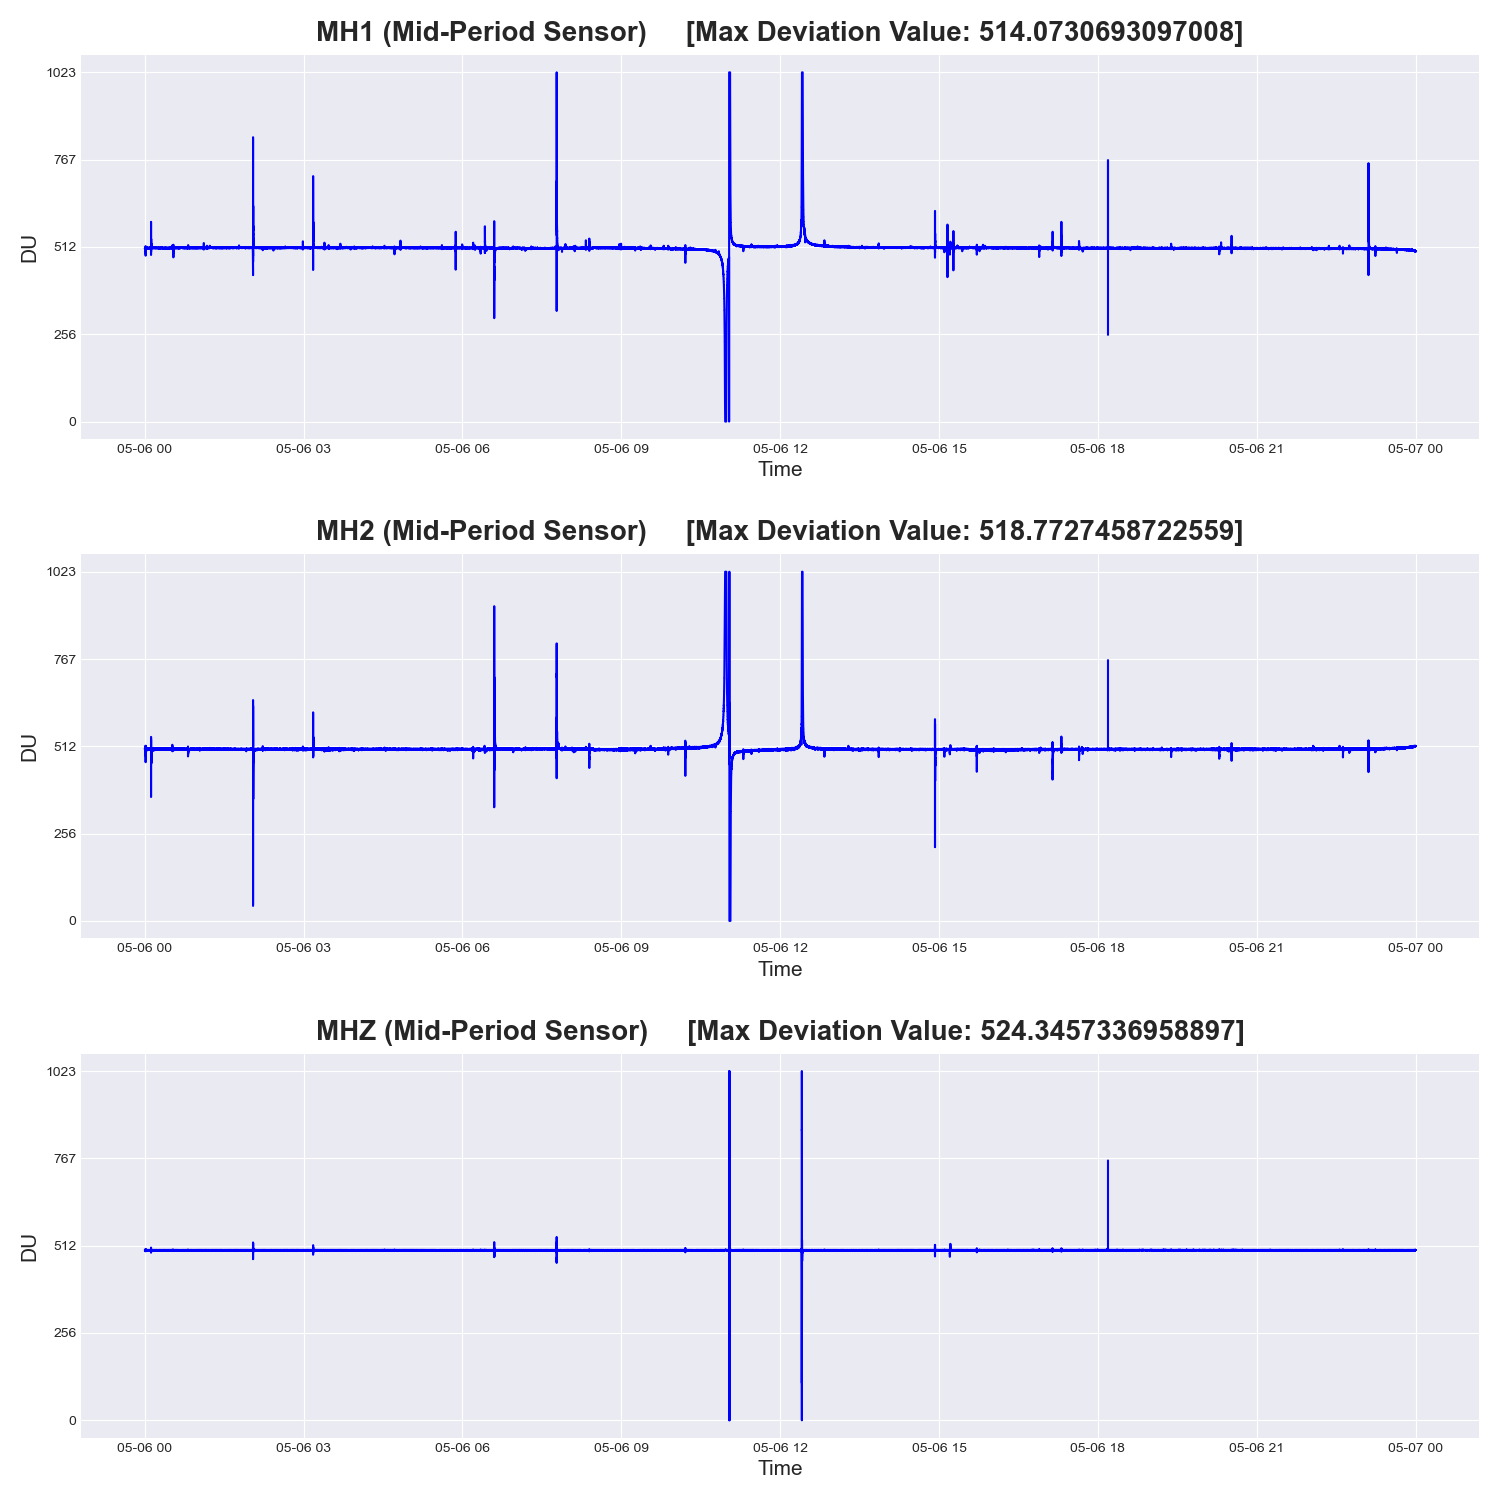 MH1 (Mid-Period Sensor) [Max Deviation Value: 514.0730693097008]
1023
767
512
256
0
DU
05-06 00 05-06 03 05-06 06 05-06 09 05-06 12 05-06 15 05-06 18 05-06 21 05-07 00
Time
MH2 (Mid-Period Sensor) [Max Deviation Value: 518.7727458722559]
1023
767
512
256
0
DU
05-06 00 05-06 03 05-06 06 05-06 09 05-06 12 05-06 15 05-06 18 05-06 21 05-07 00
Time
MHZ (Mid-Period Sensor) [Max Deviation Value: 524.3457336958897]
1023
767
512
256
0
DU
05-06 00 05-06 03 05-06 06 05-06 09 05-06 12 05-06 15 05-06 18 05-06 21 05-07 00
Time